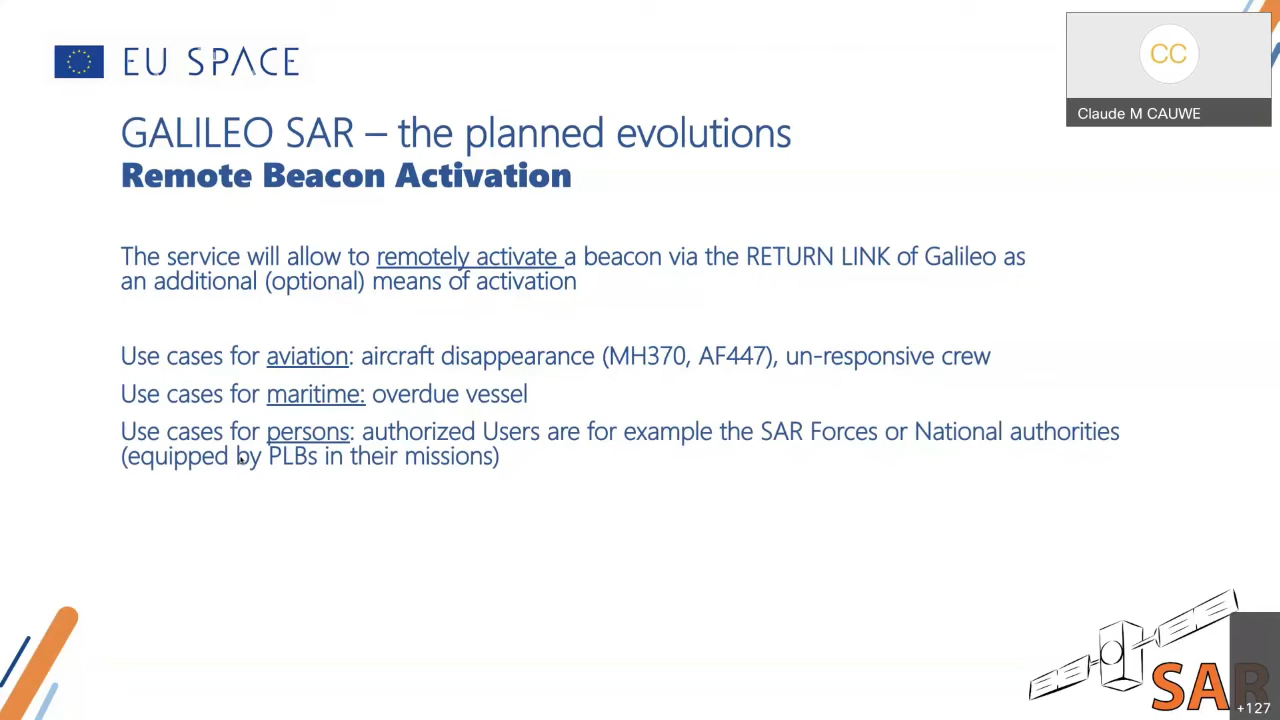 EU SPACE
CC
Claude M CAUWE
GALILEO SAR – the planned evolutions
Remote Beacon Activation
The service will allow to remotely activate a beacon via the RETURN LINK of Galileo as
an additional (optional) means of activation
Use cases for aviation: aircraft disappearance (MH370, AF447), un-responsive crew
Use cases for maritime: overdue vessel
Use cases for persons: authorized Users are for example the SAR Forces or National authorities
(equipped by PLBs in their missions)
SAR
+127